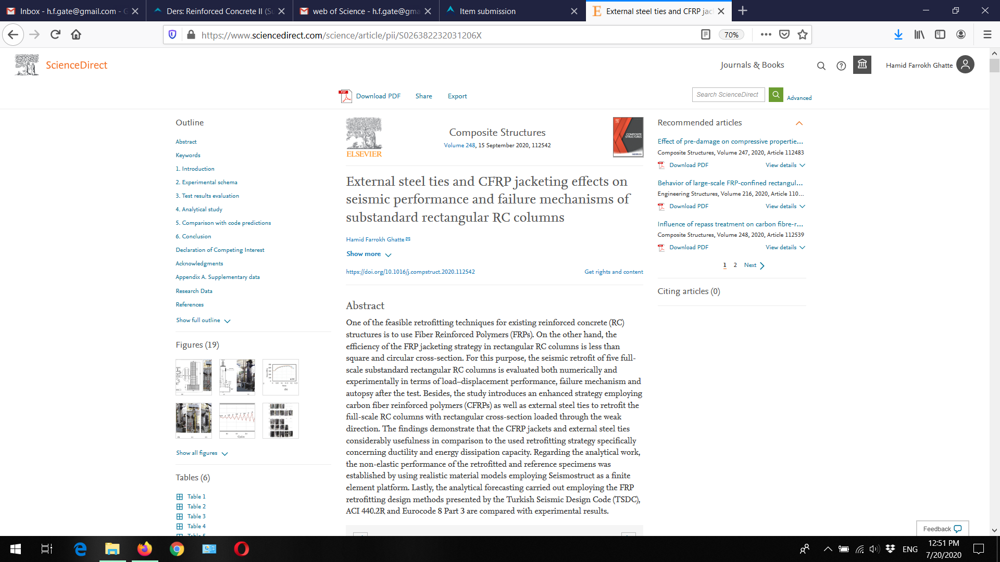 Inbox - h.f.gate@gmail.com - G
Ders: Reinforced Concrete II (Su
web of Science - h.f.gate@gma
Item submission
External steel ties and CFRP jac
https://www.sciencedirect.com/science/article/pii/S026382232031206X
70%
ScienceDirect
Journals & Books
Hamid Farrokh Ghatte
Download PDF
Share
Export
Search ScienceDirect
Advanced
Outline
Abstract
Keywords
1. Introduction
2. Experimental schema
3. Test results evaluation
4. Analytical study
5. Comparison with code predictions
6. Conclusion
Declaration of Competing Interest
Acknowledgments
Appendix A. Supplementary data
Research Data
References
Show full outline
Figures (19)
Show all figures
Tables (6)
Table 1
Table 2
Table 3
Table 4
ELSEVIER
Composite Structures
Volume 248, 15 September 2020, 112542
COMPOSITE STRUCTURES
External steel ties and CFRP jacketing effects on
seismic performance and failure mechanisms of
substandard rectangular RC columns
Hamid Farrokh Ghatte
Show more
https://doi.org/10.1016/j.compstruct.2020.112542
Get rights and content
Abstract
One of the feasible retrofitting techniques for existing reinforced concrete (RC)
structures is to use Fiber Reinforced Polymers (FRPs). On the other hand, the
efficiency of the FRP jacketing strategy in rectangular RC columns is less than
square and circular cross-section. For this purpose, the seismic retrofit of five full-
scale substandard rectangular RC columns is evaluated both numerically and
experimentally in terms of load–displacement performance, failure mechanism and
autopsy after the test. Besides, the study introduces an enhanced strategy employing
carbon fiber reinforced polymers (CFRPs) as well as external steel ties to retrofit the
full-scale RC columns with rectangular cross-section loaded through the weak
direction. The findings demonstrate that the CFRP jackets and external steel ties
considerably usefulness in comparison to the used retrofitting strategy specifically
concerning ductility and energy dissipation capacity. Regarding the analytical work,
the non-elastic performance of the retrofitted and reference specimens was
established by using realistic material models employing Seismostruct as a finite
element platform. Lastly, the analytical forecasting carried out employing the FRP
retrofitting design methods presented by the Turkish Seismic Design Code (TSDC),
ACI 440.2R and Eurocode 8 Part 3 are compared with experimental results.
Recommended articles
Effect of pre-damage on compressive propertie...
Composite Structures, Volume 247, 2020, Article 112483
Download PDF
View details
Behavior of large-scale FRP-confined rectangul...
Engineering Structures, Volume 216, 2020, Article 110...
Download PDF
View details
Influence of repass treatment on carbon fibre-r...
Composite Structures, Volume 248, 2020, Article 112539
Download PDF
View details
1 2 Next
Citing articles (0)
Feedback
ENG
12:51 PM
7/20/2020